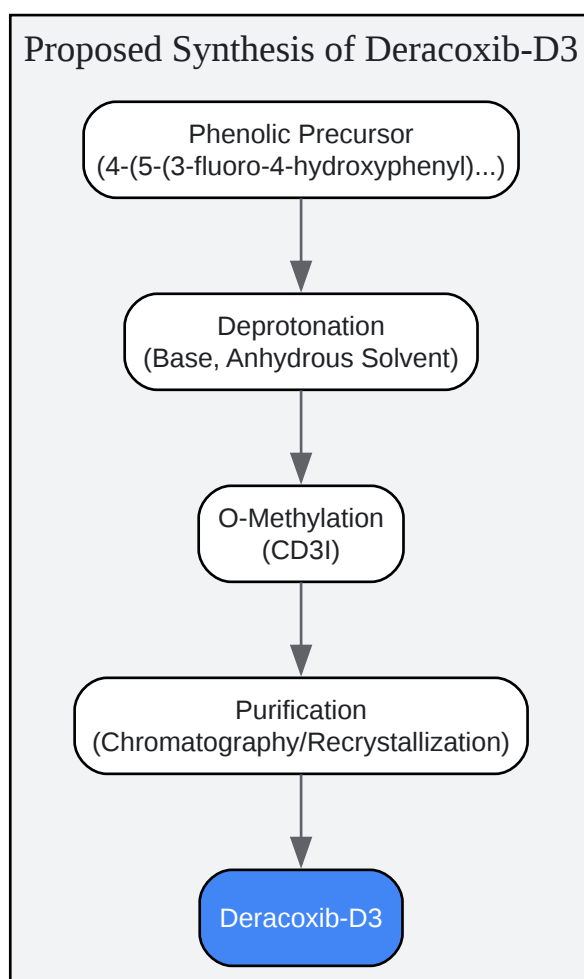 Proposed Synthesis of Deracoxib-D3
Phenolic Precursor
(4-(5-(3-fluoro-4-hydroxyphenyl)...)
Deprotonation
(Base, Anhydrous Solvent)
O-Methylation
(CD3I)
Purification
(Chromatography/Recrystallization)
Deracoxib-D3